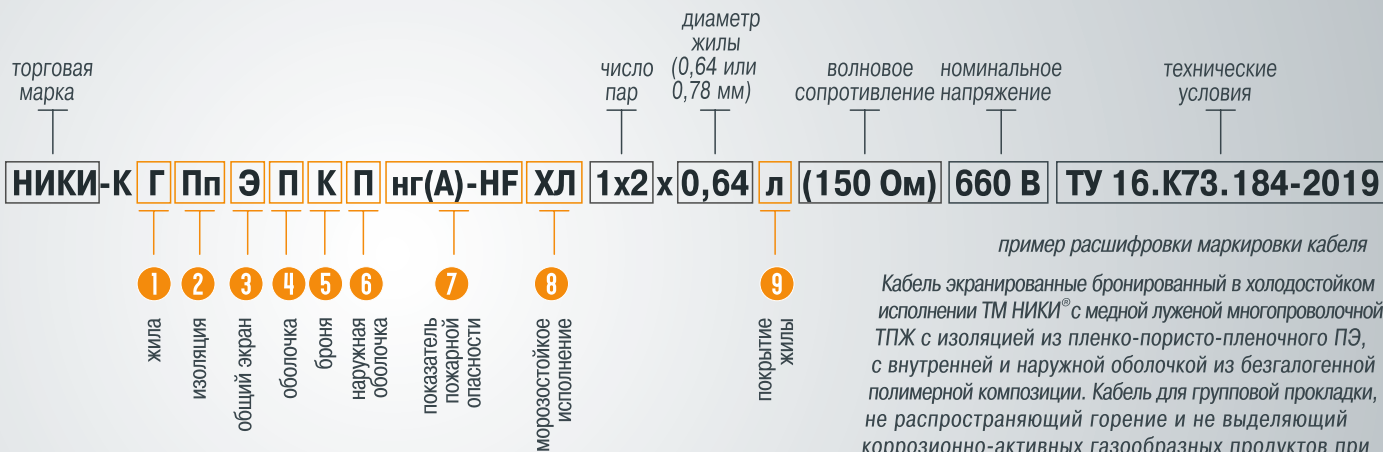 торговая
марка
число
пар
диаметр
жилы
(0,64 или
0,78 мм)
волновое
сопротивление
номинальное
напряжение
технические
условия
НИКИ-К Г Пп Э П К П нг(А)-HF ХЛ 1х2 х 0,64 л (150 Ом) 660 В ТУ 16.К73.184-2019
1 2 3 4 5 6 7 8 9
жила
изоляция
общий экран
оболочка
броня
наружная
оболочка
показатель
пожарной
опасности
морозостойкое
исполнение
покрытие
жилы
пример расшифровки маркировки кабеля
Кабель экранированные бронированный в холодостойком
исполнении ТМ НИКИ® с медной луженой многопроволочной
ТПЖ с изоляцией из пленко-пористо-пленочного ПЭ,
с внутренней и наружной оболочкой из безгалогенной
полимерной композиции. Кабель для групповой прокладки,
не распространяющий горение и не выделяющий
коррозионно-активных газообразных продуктов при